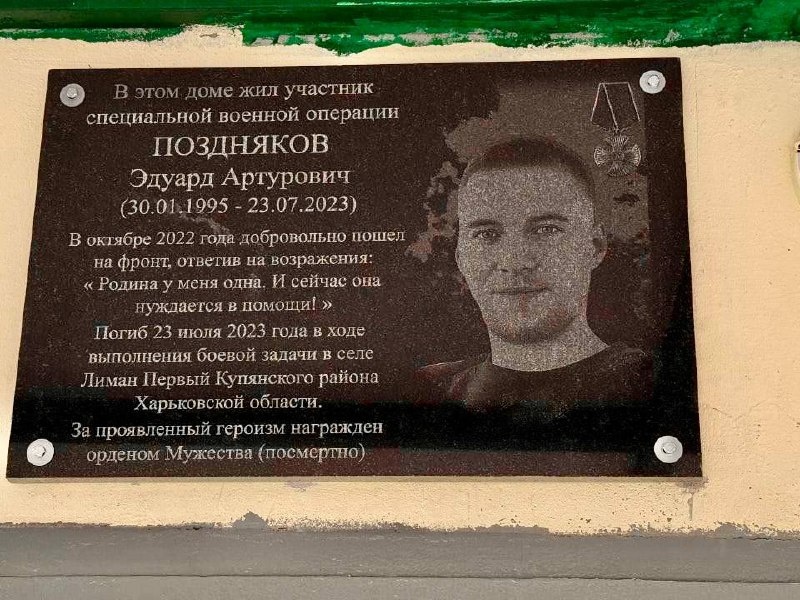 В этом доме жил участник
специальной военной операции
ПОЗДНЯКОВ
Эдуард Артурович
(30.01.1995 - 23.07.2023)
В октябре 2022 года добровольно пошел
на фронт, ответив на возражения:
« Родина у меня одна. И сейчас она
нуждается в помощи! »
Погиб 23 июля 2023 года в ходе
выполнения боевой задачи в селе
Лиман Первый Купянского района
Харьковской области.
За проявленный героизм награжден
орденом Мужества (посмертно)